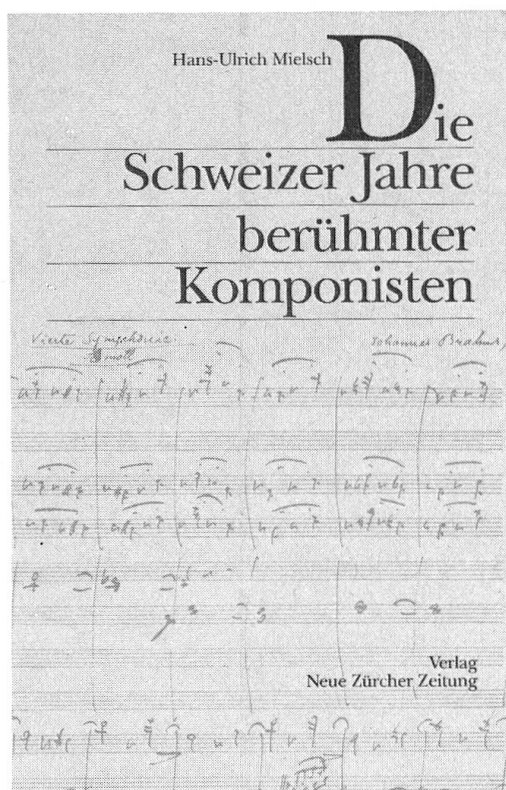 Hans-Ulrich Mielsch
Die
Schweizer Jahre
berühmter
Komponisten
Vierte Symphonie Johannes Brahms
Verlag
Neue Zürcher Zeitung